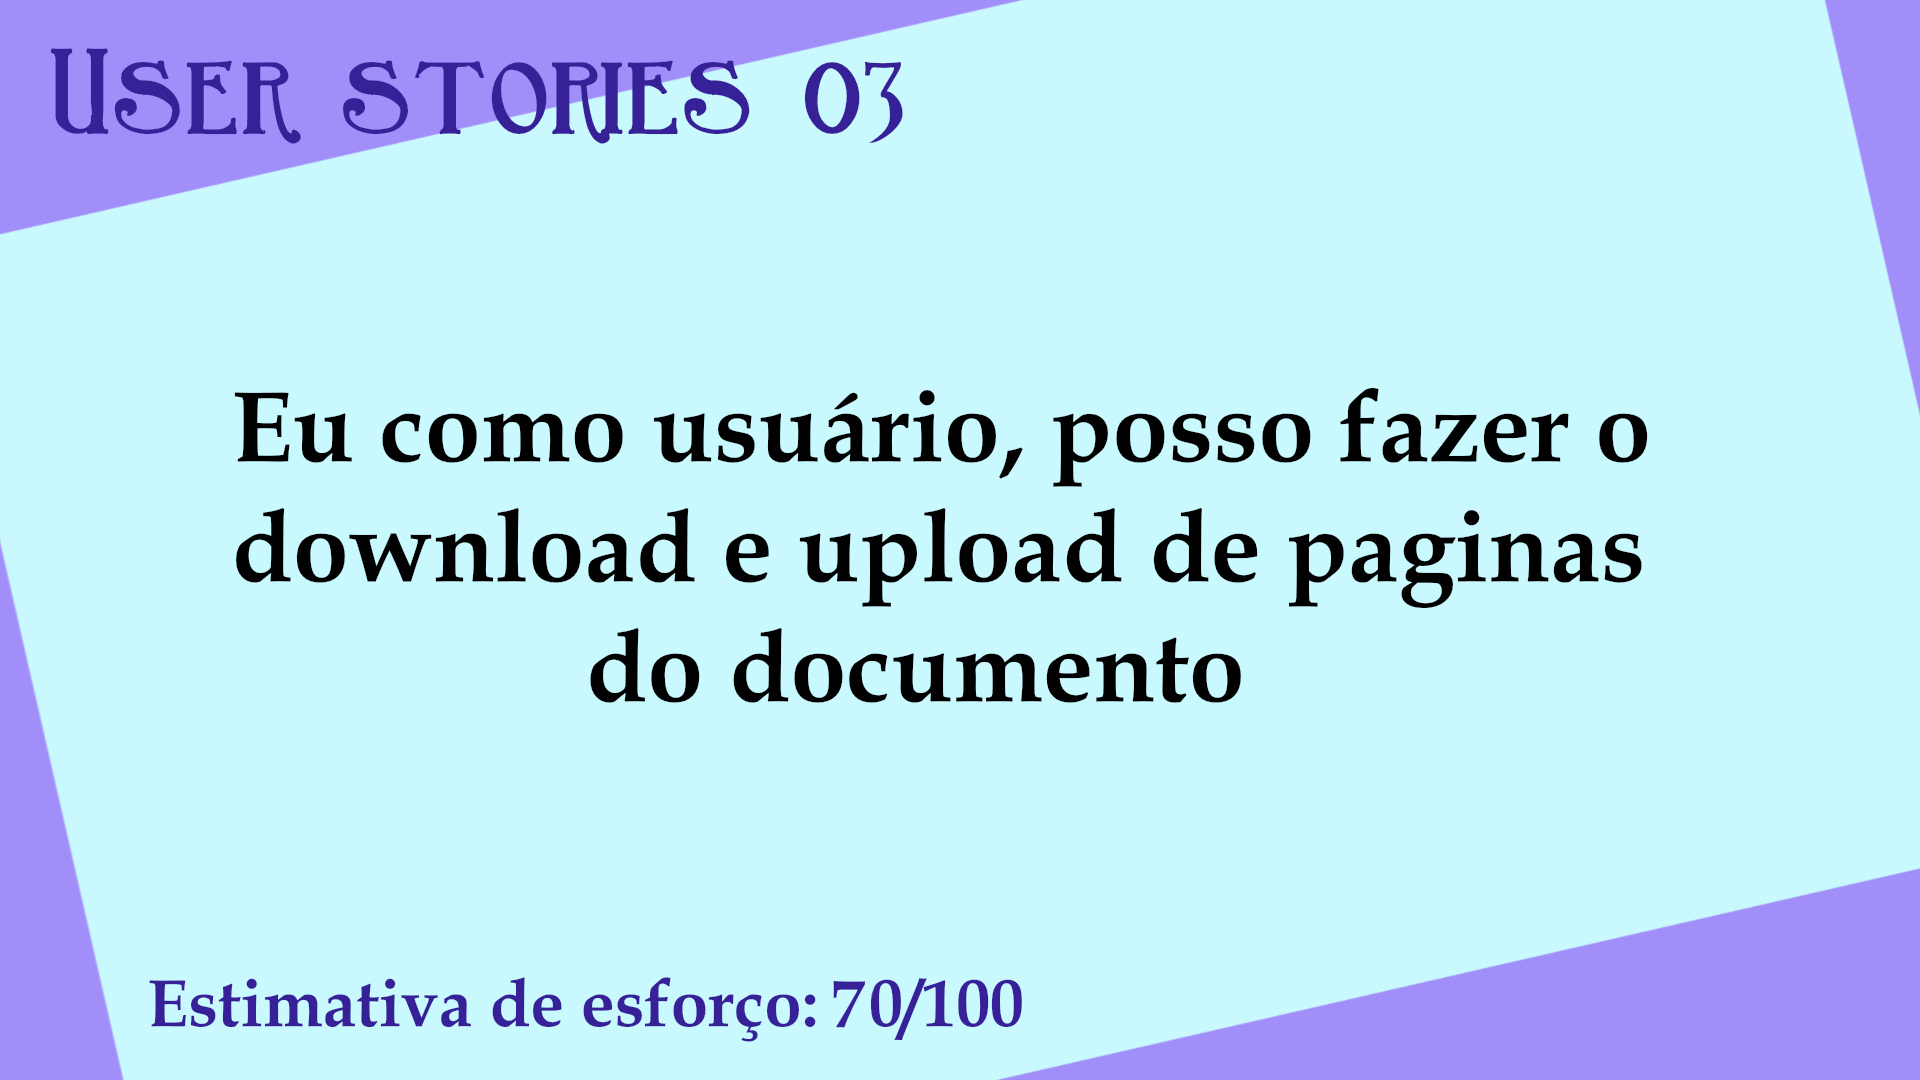 User stories 03
Eu como usuário, posso fazer o
download e upload de paginas
do documento
Estimativa de esforço: 70/100